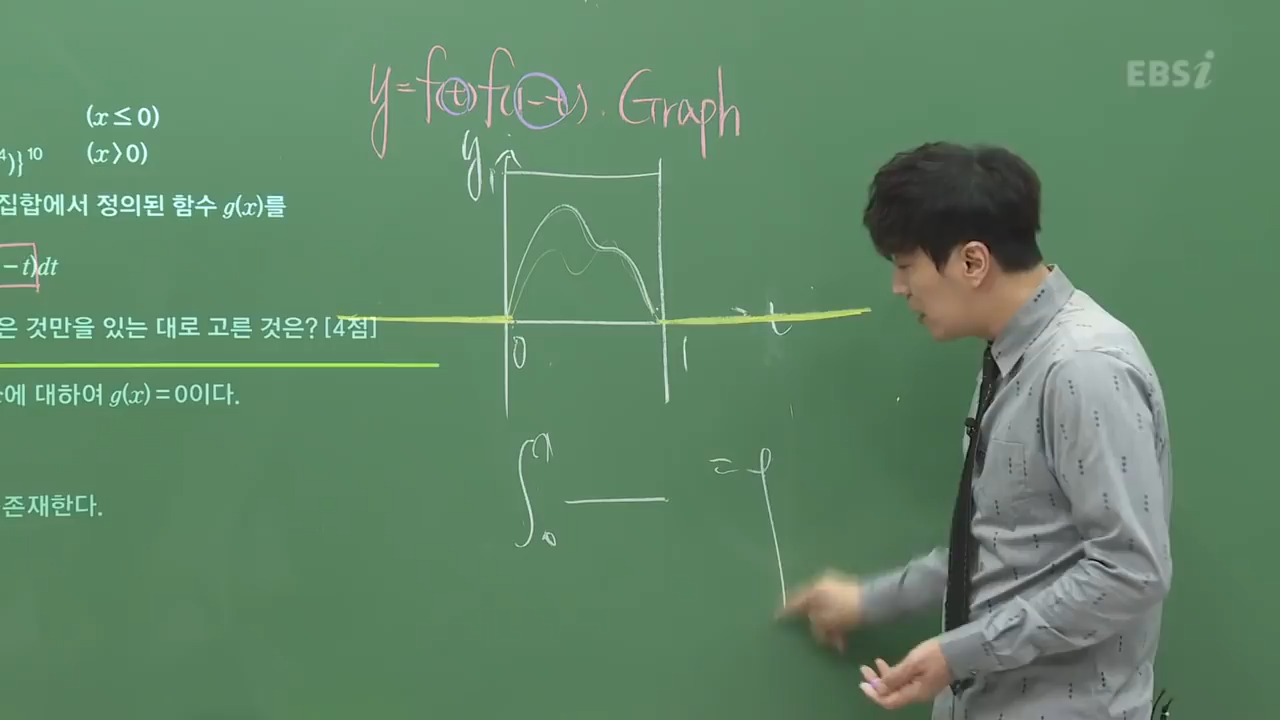 y=f(t)f(1-t). Graph
EBSi
(x≤0)
⁴)}¹⁰ (x>0)
집합에서 정의된 함수 g(x)를
-t)dt
은 것만을 있는 대로 고른 것은? [4점]
에 대하여 g(x)=0이다.
존재한다.
y
1
0 1 t
∫₀
=